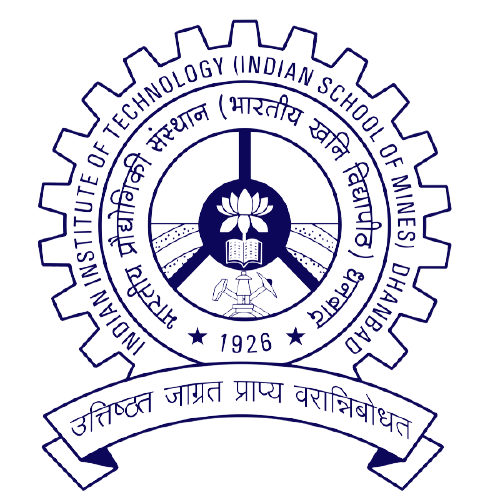 INDIAN INSTITUTE OF TECHNOLOGY (INDIAN SCHOOL OF MINES) DHANBAD
भारतीय प्रौद्योगिकी संस्थान (भारतीय खनि विद्यापीठ) धनबाद
1926
उत्तिष्ठत जाग्रत प्राप्य वरान्निबोधत